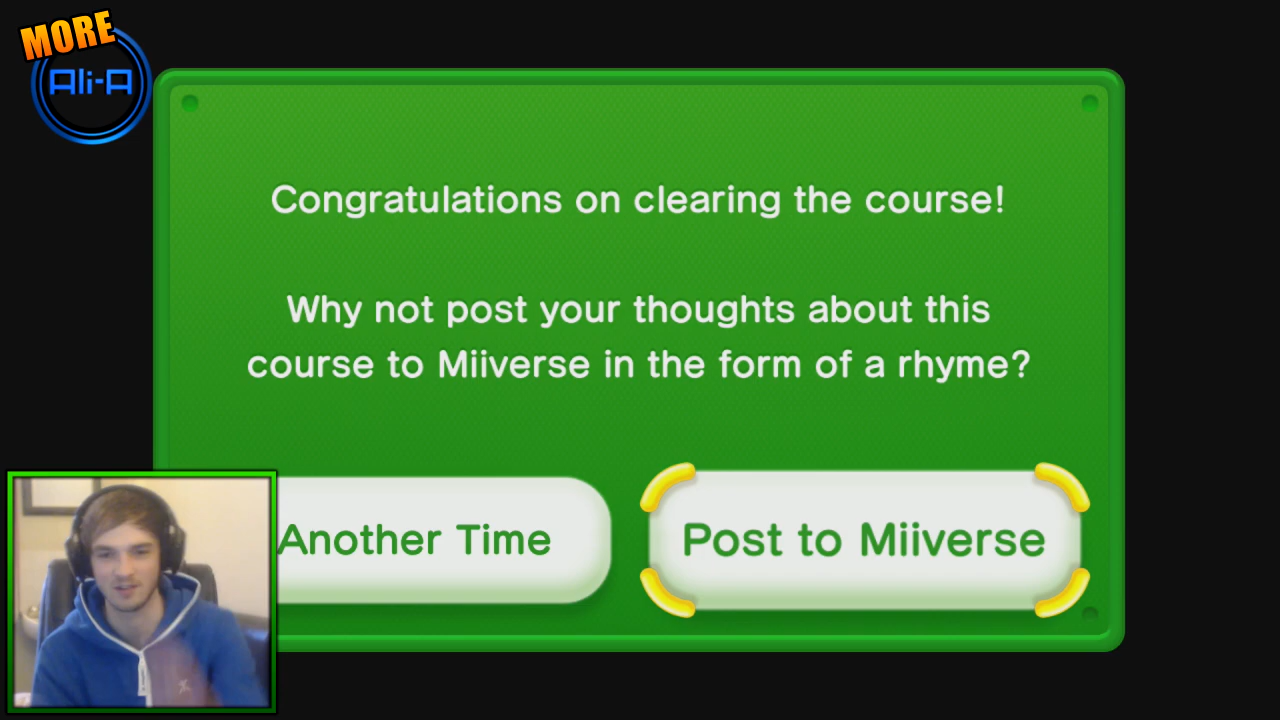 MORE
Ali-A
Congratulations on clearing the course!
Why not post your thoughts about this
course to Miiverse in the form of a rhyme?
Another Time
Post to Miiverse